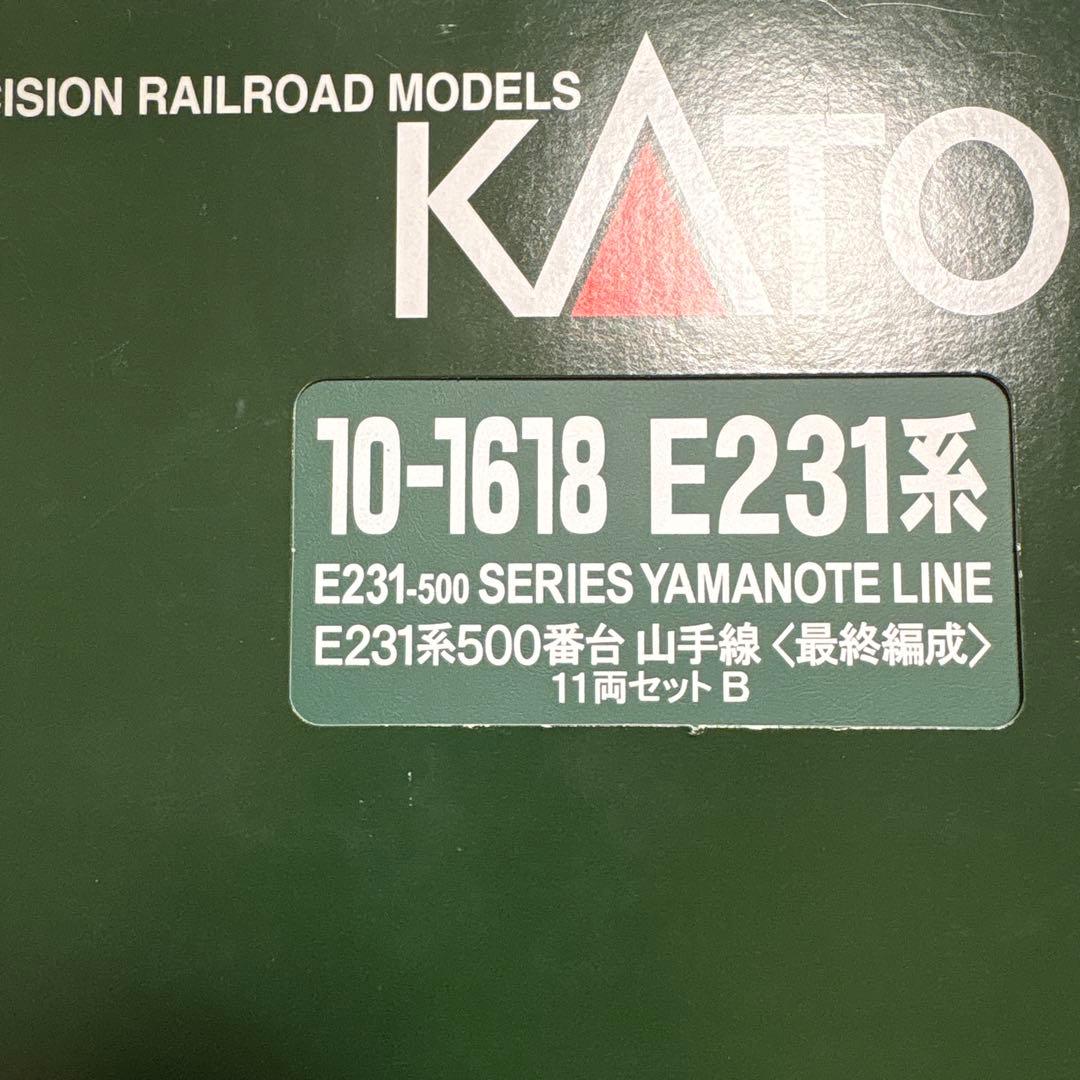 CISION RAILROAD MODELS
KATO
10-1618 E231系
E231-500 SERIES YAMANOTE LINE
E231系500番台 山手線〈最終編成〉
11両セット B